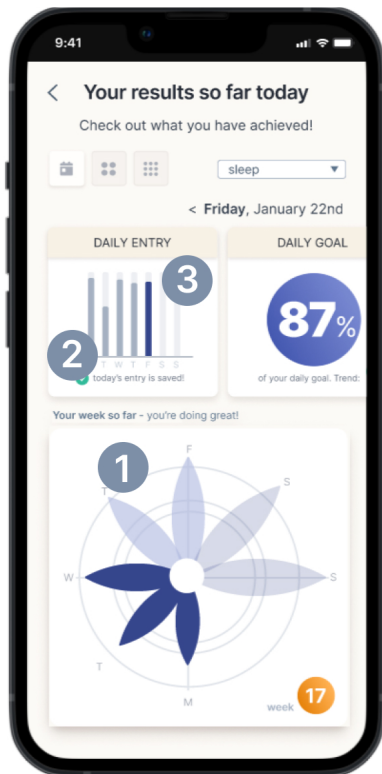 9:41
Your results so far today
Check out what you have achieved!
sleep
< Friday, January 22nd
DAILY ENTRY
DAILY GOAL
3
87%
2
T W T F S S
today's entry is saved!
of your daily goal. Trend:
Your week so far - you're doing great!
1
F
T
S
W
S
T
M
week 17